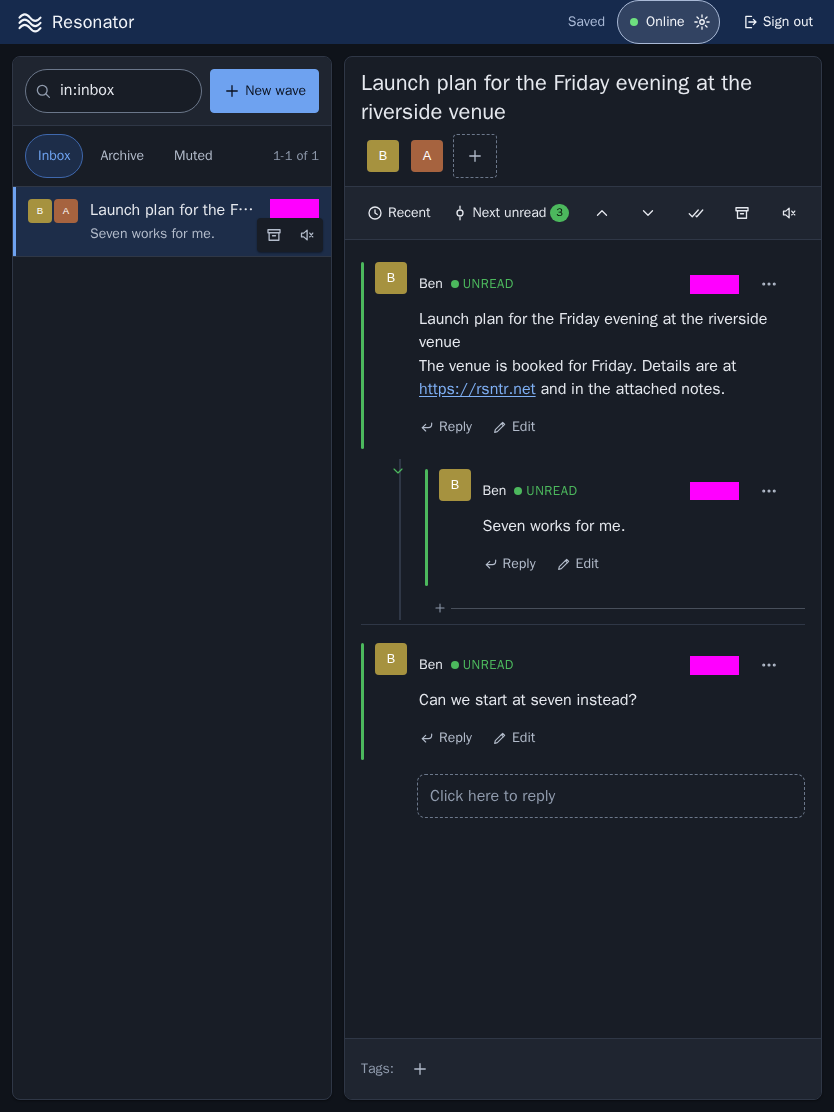 Resonator
Saved
Online
Sign out
in:inbox
New wave
Inbox
Archive
Muted
1-1 of 1
B
A
Launch plan for the F···
Seven works for me.
Launch plan for the Friday evening at the
riverside venue
B
A
Recent
Next unread
3
B
Ben
UNREAD
Launch plan for the Friday evening at the riverside
venue
The venue is booked for Friday. Details are at
https://rsntr.net and in the attached notes.
Reply
Edit
B
Ben
UNREAD
Seven works for me.
Reply
Edit
B
Ben
UNREAD
Can we start at seven instead?
Reply
Edit
Click here to reply
Tags: